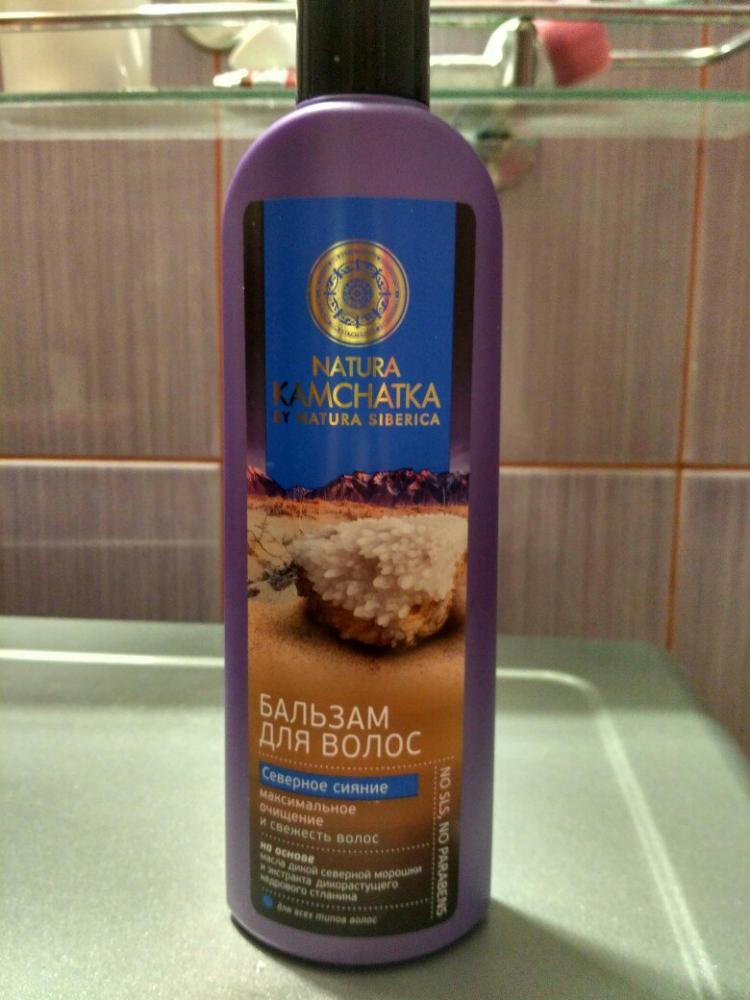 NATURA
KAMCHATKA
BY NATURA SIBERICA
БАЛЬЗАМ
ДЛЯ ВОЛОС
Северное сияние
максимальное
очищение
и свежесть волос
на основе
масла дикой северной морошки
и экстракта дикорастущего
кедрового стланика
для всех типов волос
NO SLS, NO PARABENS